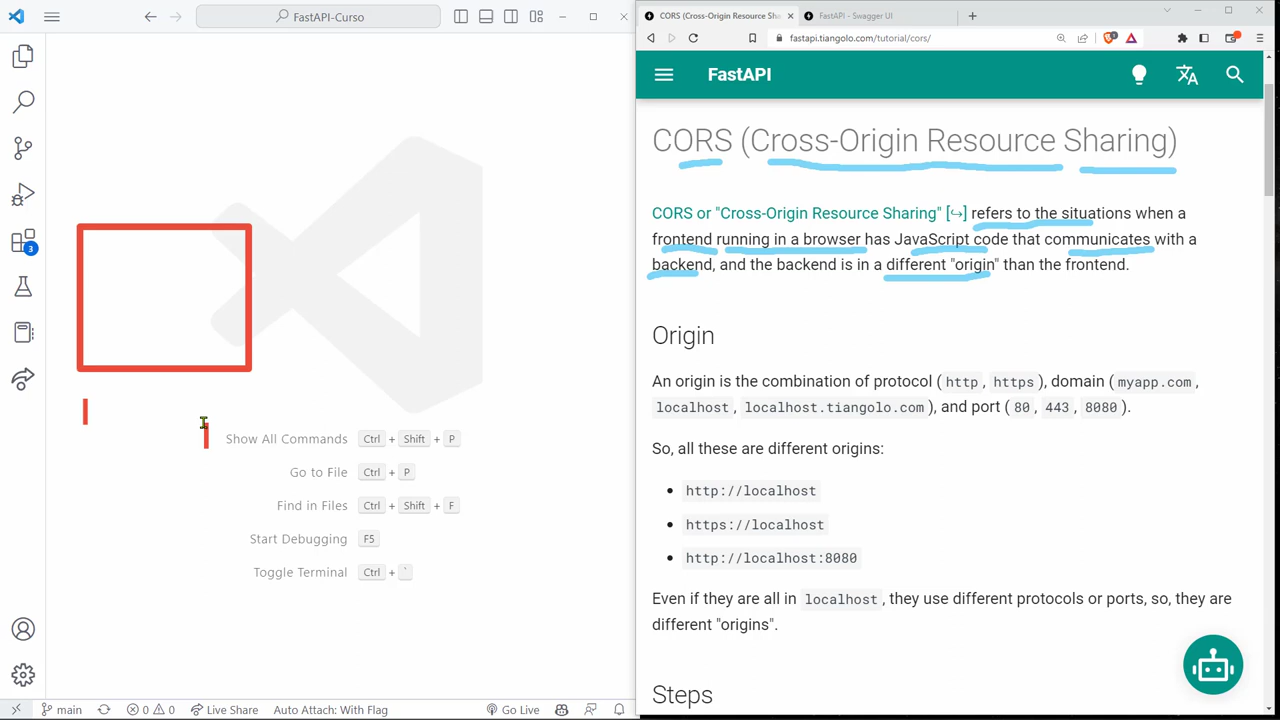 FastAPI-Curso
3
Show All Commands Ctrl + Shift + P
Go to File Ctrl + P
Find in Files Ctrl + Shift + F
Start Debugging F5
Toggle Terminal Ctrl + `
main 0 0 Live Share Auto Attach: With Flag Go Live
CORS (Cross-Origin Resource Sha
FastAPI - Swagger UI
fastapi.tiangolo.com/tutorial/cors/
FastAPI
CORS (Cross-Origin Resource Sharing)
CORS or "Cross-Origin Resource Sharing" [↪] refers to the situations when a
frontend running in a browser has JavaScript code that communicates with a
backend, and the backend is in a different "origin" than the frontend.
Origin
An origin is the combination of protocol ( http , https ), domain ( myapp.com ,
localhost , localhost.tiangolo.com ), and port ( 80 , 443 , 8080 ).
So, all these are different origins:
• http://localhost
• https://localhost
• http://localhost:8080
Even if they are all in localhost , they use different protocols or ports, so, they are
different "origins".
Steps